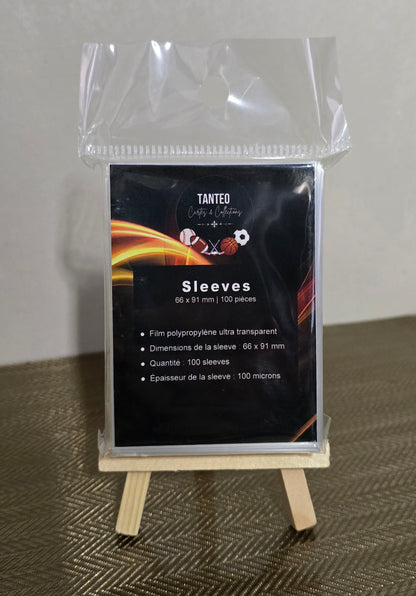 TANTEO
Cartes & Collections
Sleeves
66 x 91 mm | 100 pièces
• Film polypropylène ultra transparent
• Dimensions de la sleeve : 66 x 91 mm
• Quantité : 100 sleeves
• Épaisseur de la sleeve : 100 microns